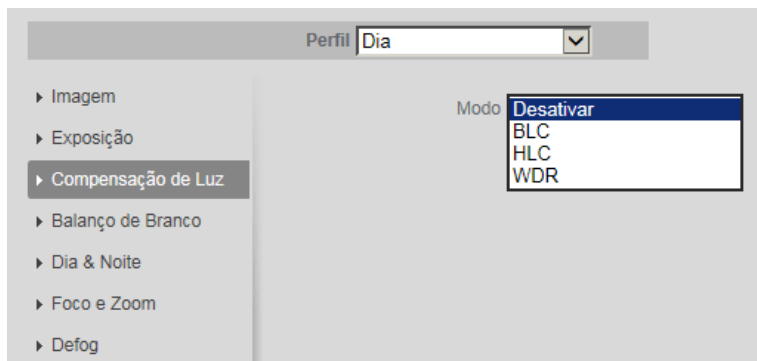 Perfil Dia
Imagem
Exposição
Compensação de Luz
Balanço de Branco
Dia & Noite
Foco e Zoom
Defog
Modo Desativar
BLC
HLC
WDR